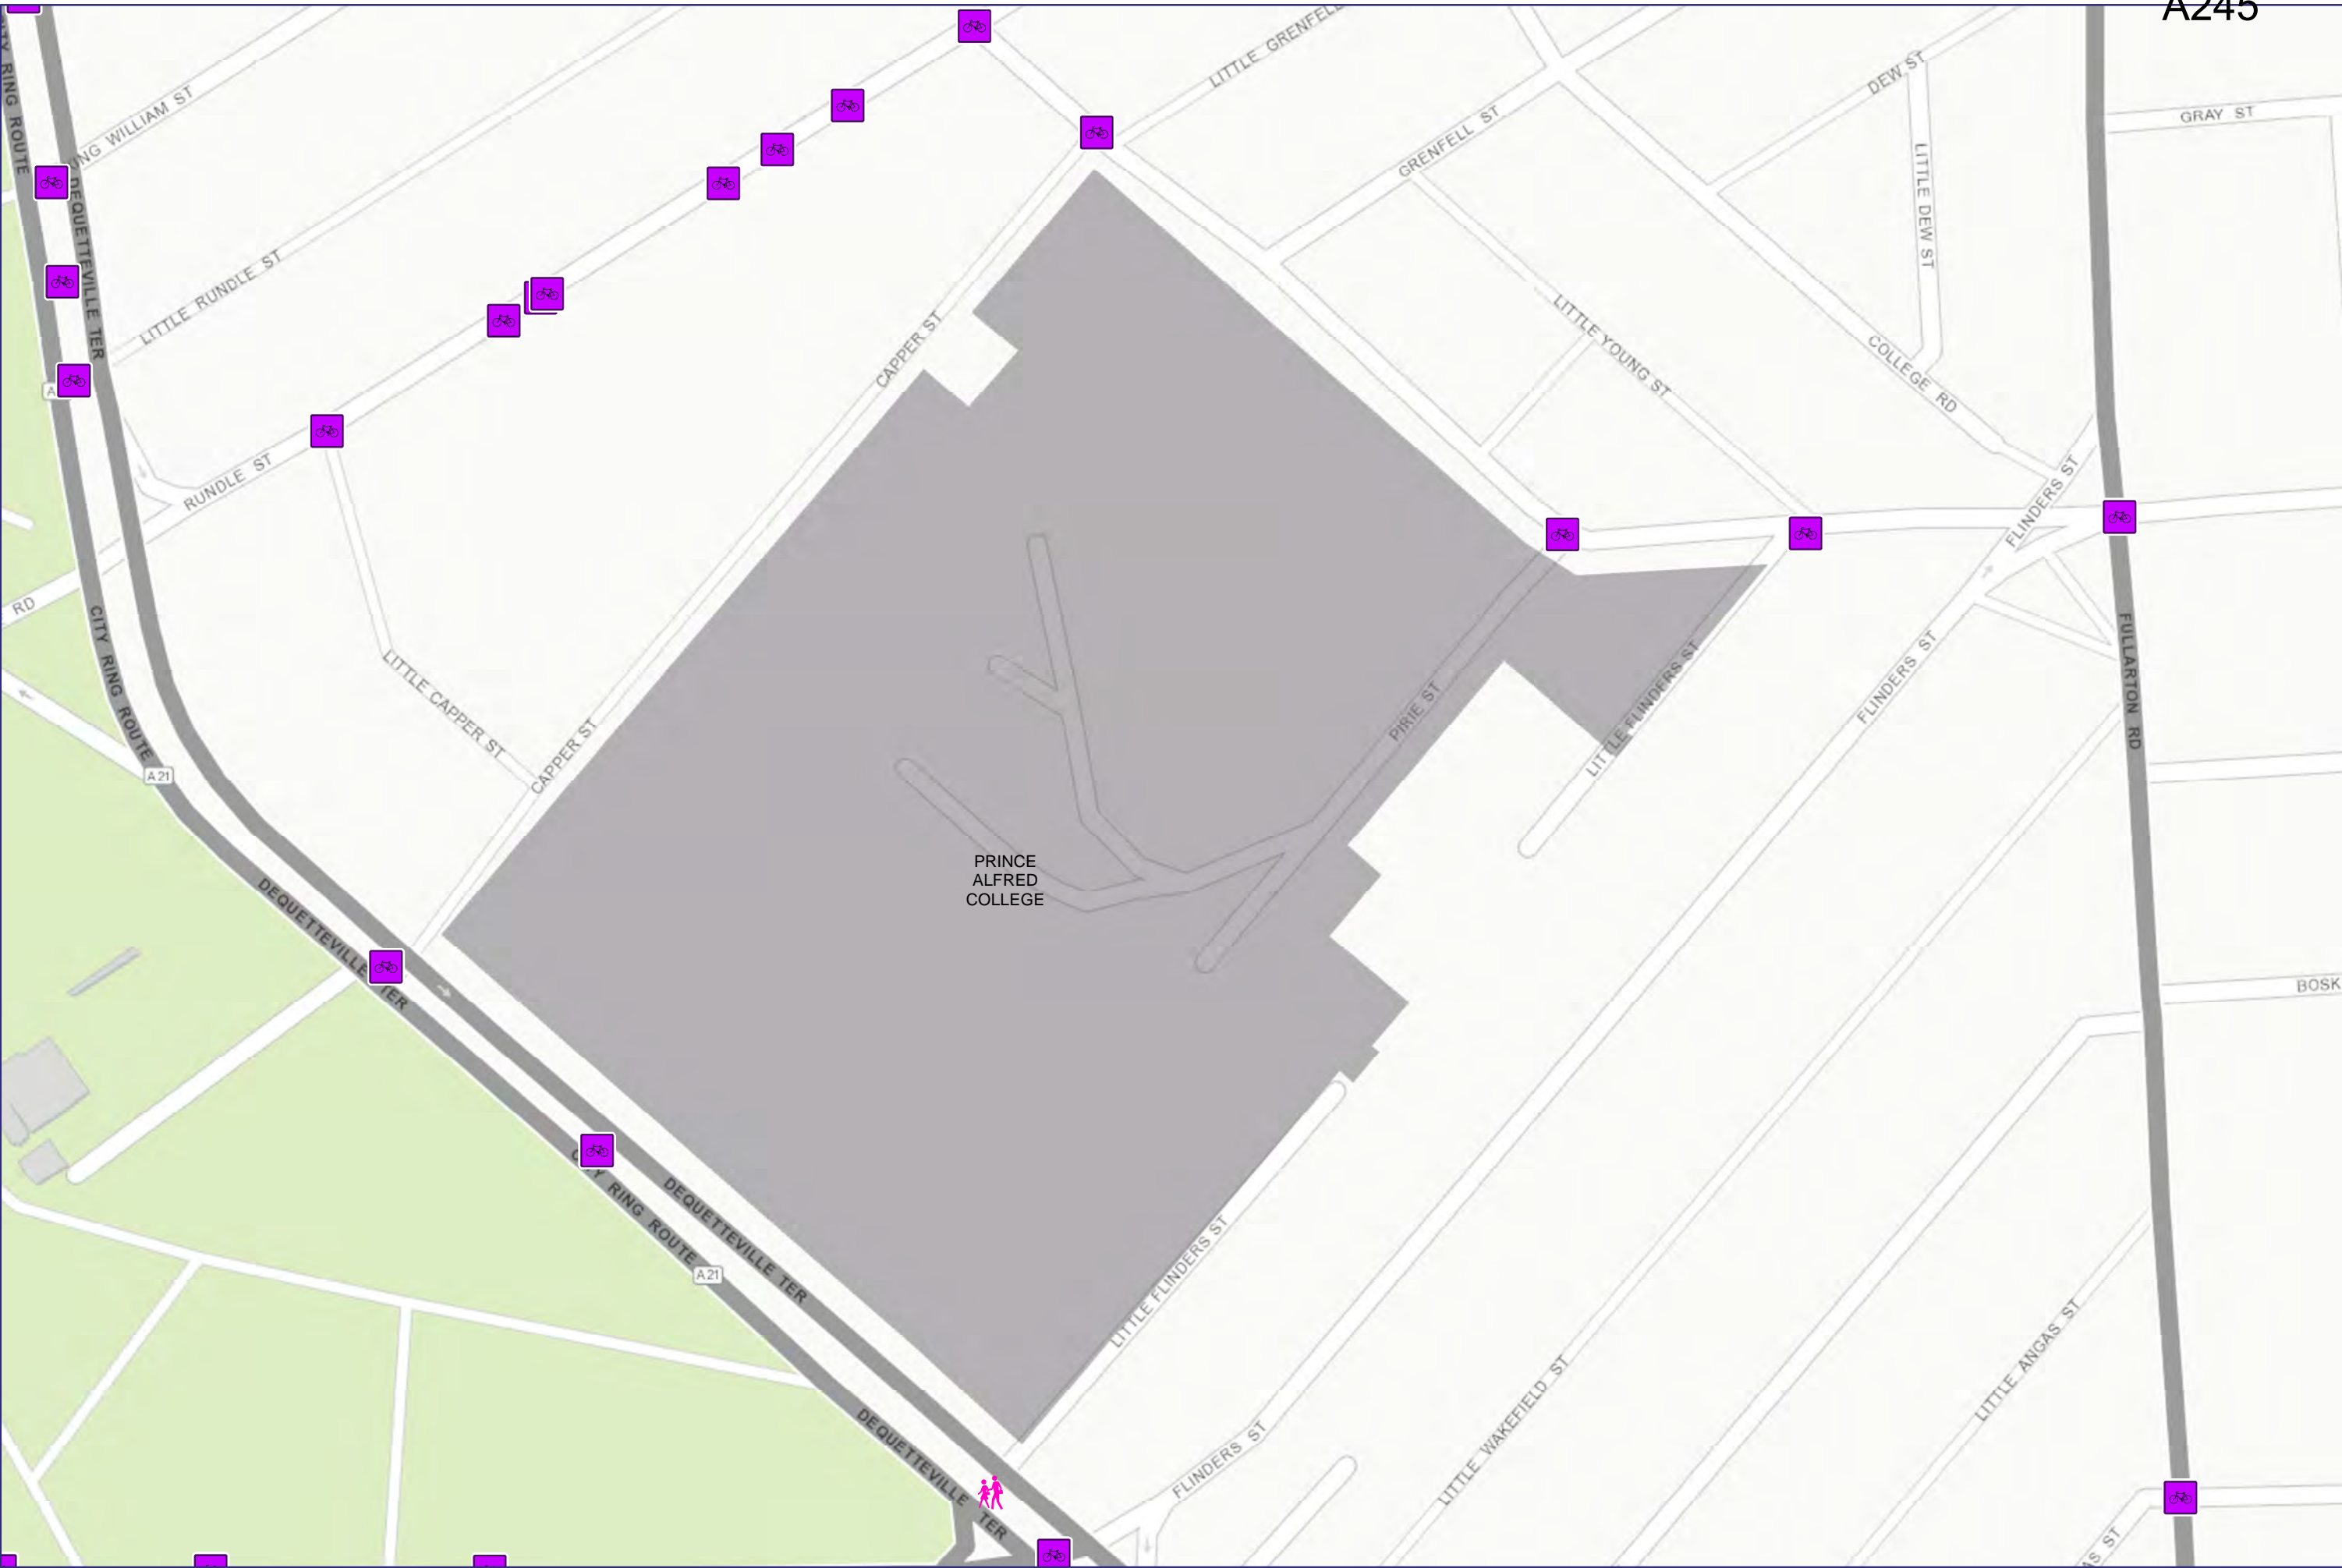 A245
CITY RING ROUTE
KING WILLIAM ST
DEQUETTEVILLE TER
LITTLE RUNDLE ST
A
RUNDLE ST
RD
LITTLE GRENFELL
GRENFELL ST
DEW ST
GRAY ST
LITTLE DEW ST
CAPPER ST
LITTLE YOUNG ST
COLLEGE RD
FLINDERS ST
CITY RING ROUTE
LITTLE CAPPER ST
CAPPER ST
A21
PIRIE ST
LITTLE FLINDERS ST
FLINDERS ST
FULLARTON RD
PRINCE
ALFRED
COLLEGE
DEQUETTEVILLE TER
BOSK
CITY RING ROUTE
DEQUETTEVILLE TER
A21
LITTLE FLINDERS ST
LITTLE ANGAS ST
DEQUETTEVILLE TER
FLINDERS ST
LITTLE WAKEFIELD ST
AS ST